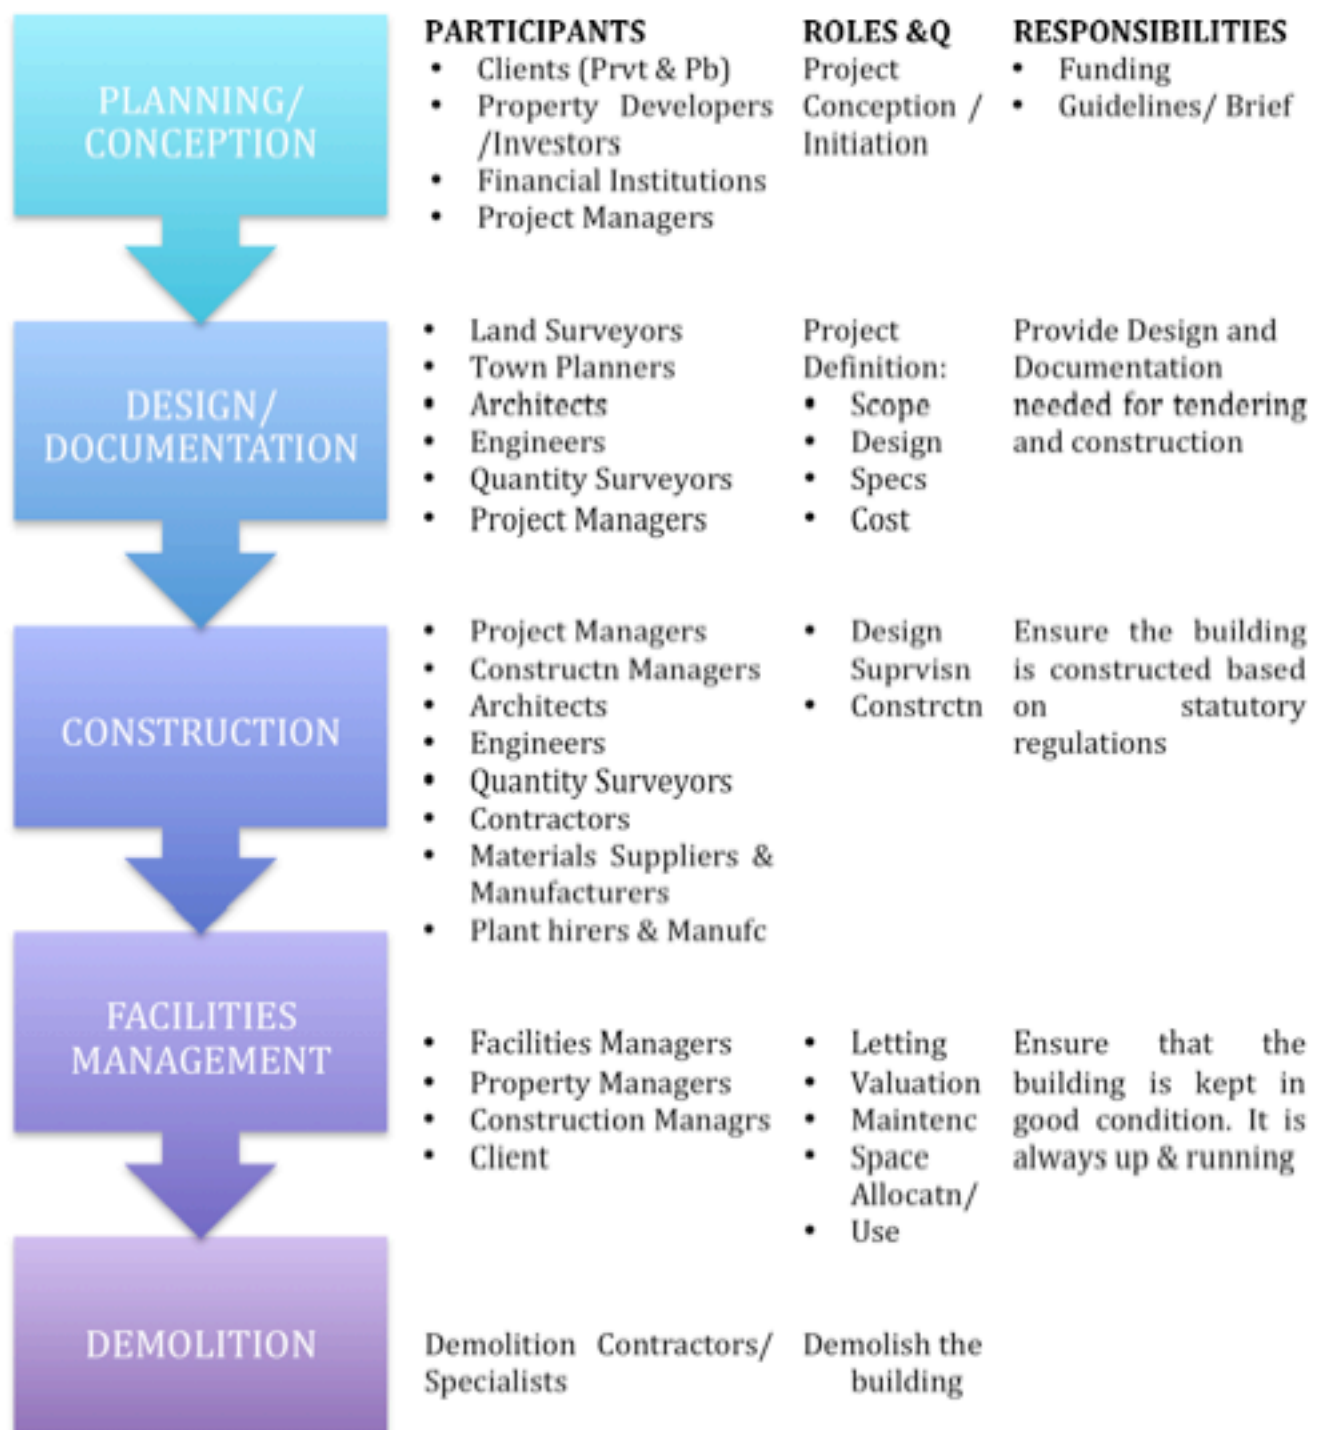 PLANNING/
CONCEPTION
PARTICIPANTS
• Clients (Prvt & Pb)
• Property Developers
/Investors
• Financial Institutions
• Project Managers
ROLES &Q
Project
Conception /
Initiation
RESPONSIBILITIES
• Funding
• Guidelines/ Brief
DESIGN/
DOCUMENTATION
• Land Surveyors
• Town Planners
• Architects
• Engineers
• Quantity Surveyors
• Project Managers
Project
Definition:
• Scope
• Design
• Specs
• Cost
Provide Design and
Documentation
needed for tendering
and construction
CONSTRUCTION
• Project Managers
• Constructn Managers
• Architects
• Engineers
• Quantity Surveyors
• Contractors
• Materials Suppliers &
Manufacturers
• Plant hirers & Manufc
• Design
Suprvisn
• Constrctn
Ensure the building
is constructed based
on statutory
regulations
FACILITIES
MANAGEMENT
• Facilities Managers
• Property Managers
• Construction Managrs
• Client
• Letting
• Valuation
• Maintenc
• Space
Allocatn/
• Use
Ensure that the
building is kept in
good condition. It is
always up & running
DEMOLITION
Demolition Contractors/
Specialists
Demolish the
building